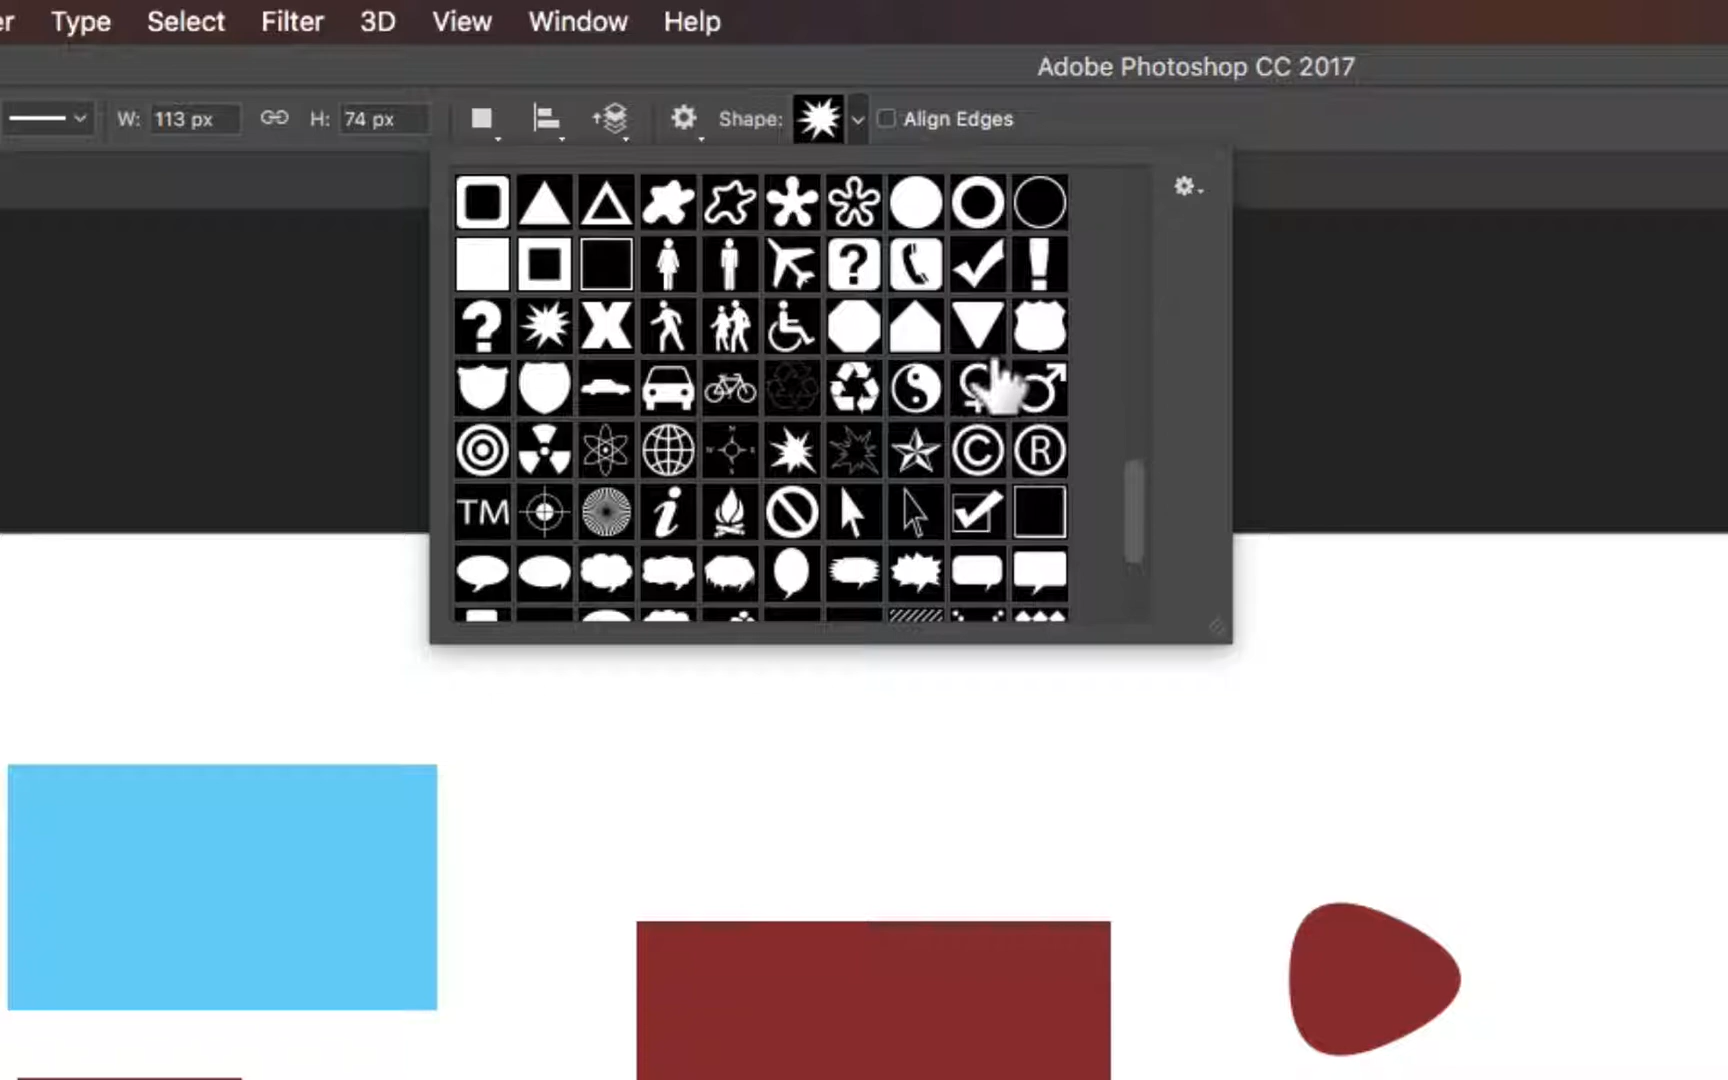 er Type Select Filter 3D View Window Help
Adobe Photoshop CC 2017
W: 113 px H: 74 px Shape: Align Edges
? !
? X
© ®
TM i